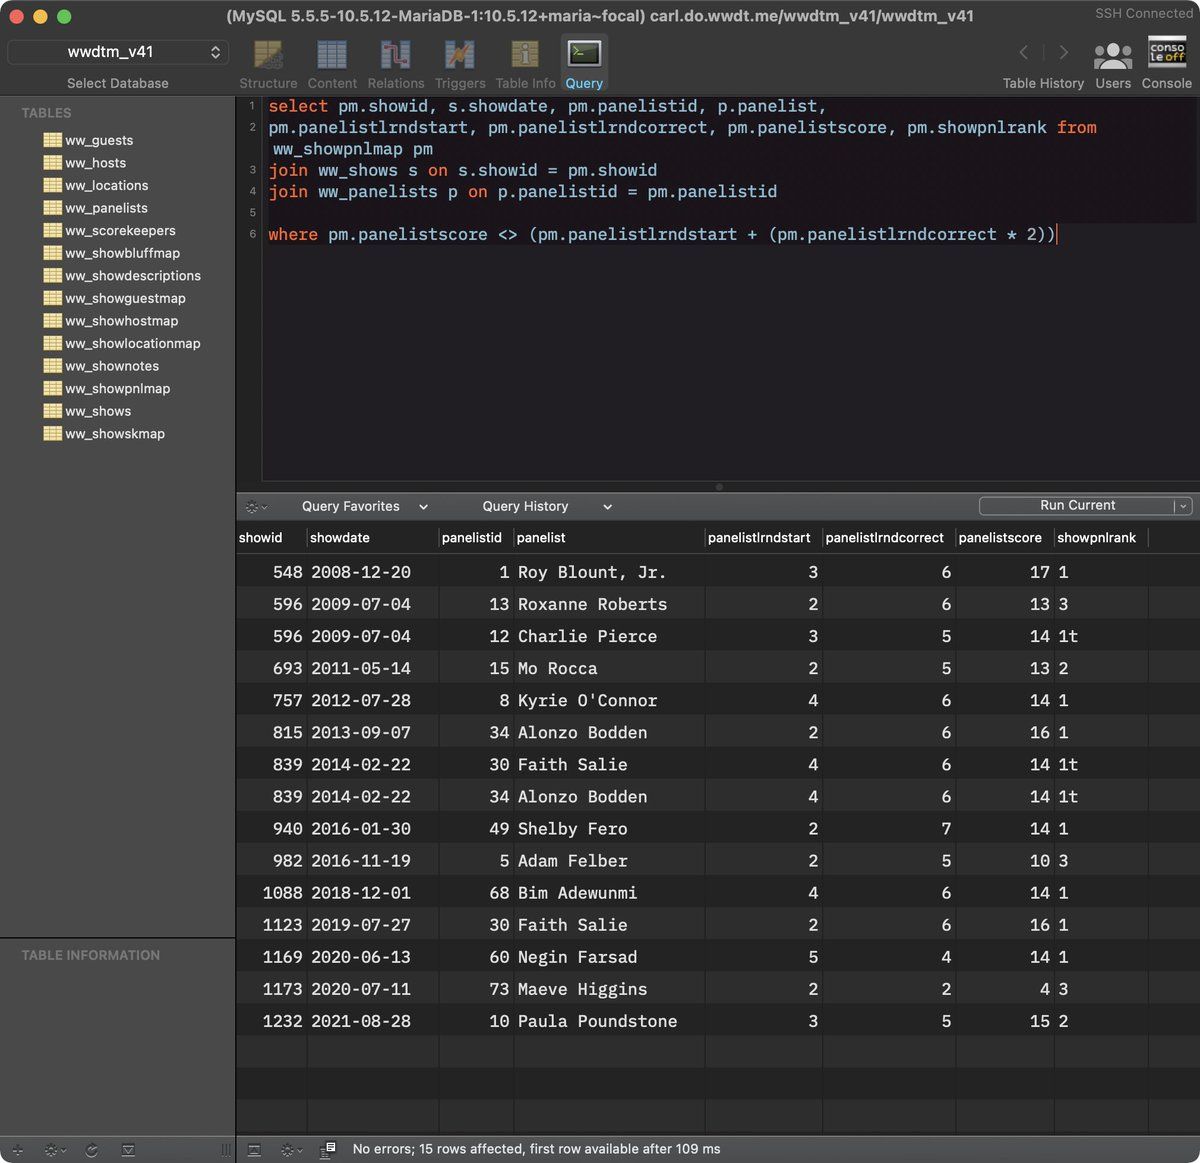 (MySQL 5.5.5-10.5.12-MariaDB-1:10.5.12+maria~focal) carl.do.wwdt.me/wwdtm_v41/wwdtm_v41
SSH Connected
wwdtm_v41
Select Database
Structure Content Relations Triggers Table Info Query
Table History Users Console
conso
le off
TABLES
ww_guests
ww_hosts
ww_locations
ww_panelists
ww_scorekeepers
ww_showbluffmap
ww_showdescriptions
ww_showguestmap
ww_showhostmap
ww_showlocationmap
ww_shownotes
ww_showpnlmap
ww_shows
ww_showskmap
TABLE INFORMATION
1 select pm.showid, s.showdate, pm.panelistid, p.panelist,
2 pm.panelistlrndstart, pm.panelistlrndcorrect, pm.panelistscore, pm.showpnlrank from
ww_showpnlmap pm
3 join ww_shows s on s.showid = pm.showid
4 join ww_panelists p on p.panelistid = pm.panelistid
5
6 where pm.panelistscore <> (pm.panelistlrndstart + (pm.panelistlrndcorrect * 2))
Query Favorites Query History Run Current
showid showdate panelistid panelist panelistlrndstart panelistlrndcorrect panelistscore showpnlrank
548 2008-12-20 1 Roy Blount, Jr. 3 6 17 1
596 2009-07-04 13 Roxanne Roberts 2 6 13 3
596 2009-07-04 12 Charlie Pierce 3 5 14 1t
693 2011-05-14 15 Mo Rocca 2 5 13 2
757 2012-07-28 8 Kyrie O'Connor 4 6 14 1
815 2013-09-07 34 Alonzo Bodden 2 6 16 1
839 2014-02-22 30 Faith Salie 4 6 14 1t
839 2014-02-22 34 Alonzo Bodden 4 6 14 1t
940 2016-01-30 49 Shelby Fero 2 7 14 1
982 2016-11-19 5 Adam Felber 2 5 10 3
1088 2018-12-01 68 Bim Adewunmi 4 6 14 1
1123 2019-07-27 30 Faith Salie 2 6 16 1
1169 2020-06-13 60 Negin Farsad 5 4 14 1
1173 2020-07-11 73 Maeve Higgins 2 2 4 3
1232 2021-08-28 10 Paula Poundstone 3 5 15 2
No errors; 15 rows affected, first row available after 109 ms